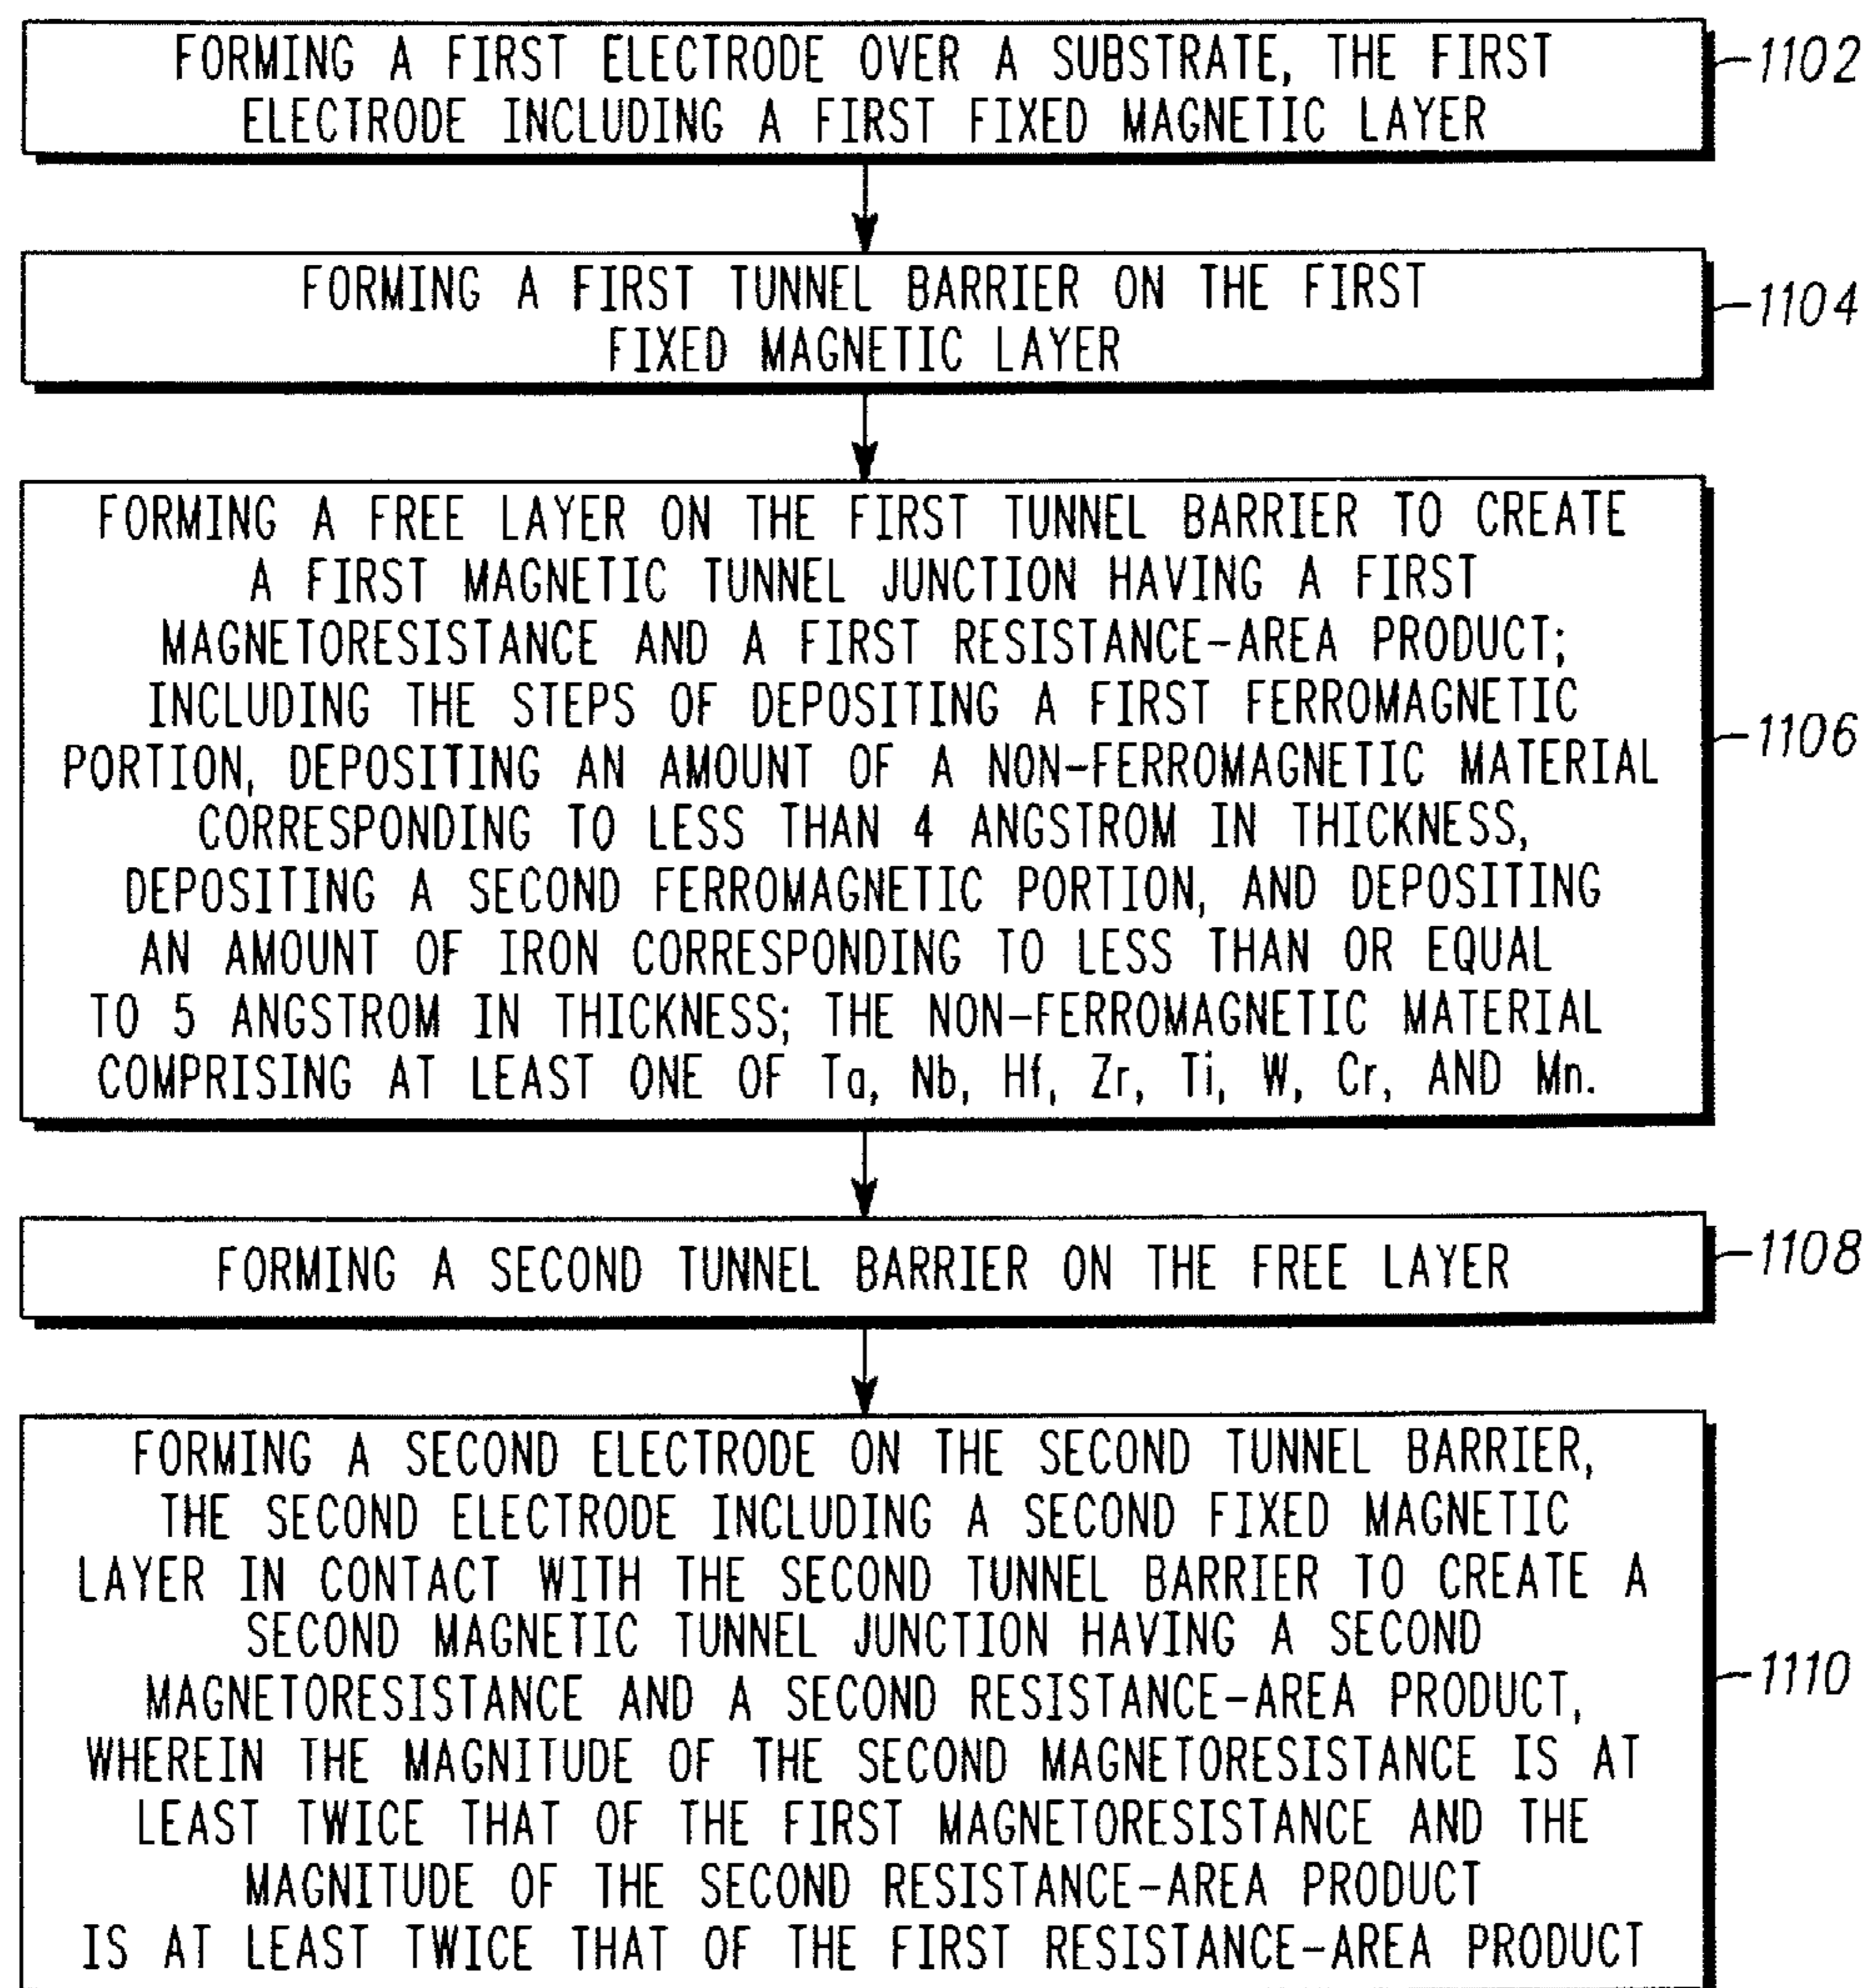 FORMING A FIRST ELECTRODE OVER A SUBSTRATE, THE FIRST
ELECTRODE INCLUDING A FIRST FIXED MAGNETIC LAYER
1102
FORMING A FIRST TUNNEL BARRIER ON THE FIRST
FIXED MAGNETIC LAYER
1104
FORMING A FREE LAYER ON THE FIRST TUNNEL BARRIER TO CREATE
A FIRST MAGNETIC TUNNEL JUNCTION HAVING A FIRST
MAGNETORESISTANCE AND A FIRST RESISTANCE-AREA PRODUCT;
INCLUDING THE STEPS OF DEPOSITING A FIRST FERROMAGNETIC
PORTION, DEPOSITING AN AMOUNT OF A NON-FERROMAGNETIC MATERIAL
CORRESPONDING TO LESS THAN 4 ANGSTROM IN THICKNESS,
DEPOSITING A SECOND FERROMAGNETIC PORTION, AND DEPOSITING
AN AMOUNT OF IRON CORRESPONDING TO LESS THAN OR EQUAL
TO 5 ANGSTROM IN THICKNESS; THE NON-FERROMAGNETIC MATERIAL
COMPRISING AT LEAST ONE OF Ta, Nb, Hf, Zr, Ti, W, Cr, AND Mn.
1106
FORMING A SECOND TUNNEL BARRIER ON THE FREE LAYER
1108
FORMING A SECOND ELECTRODE ON THE SECOND TUNNEL BARRIER,
THE SECOND ELECTRODE INCLUDING A SECOND FIXED MAGNETIC
LAYER IN CONTACT WITH THE SECOND TUNNEL BARRIER TO CREATE A
SECOND MAGNETIC TUNNEL JUNCTION HAVING A SECOND
MAGNETORESISTANCE AND A SECOND RESISTANCE-AREA PRODUCT,
WHEREIN THE MAGNITUDE OF THE SECOND MAGNETORESISTANCE IS AT
LEAST TWICE THAT OF THE FIRST MAGNETORESISTANCE AND THE
MAGNITUDE OF THE SECOND RESISTANCE-AREA PRODUCT
IS AT LEAST TWICE THAT OF THE FIRST RESISTANCE-AREA PRODUCT
1110